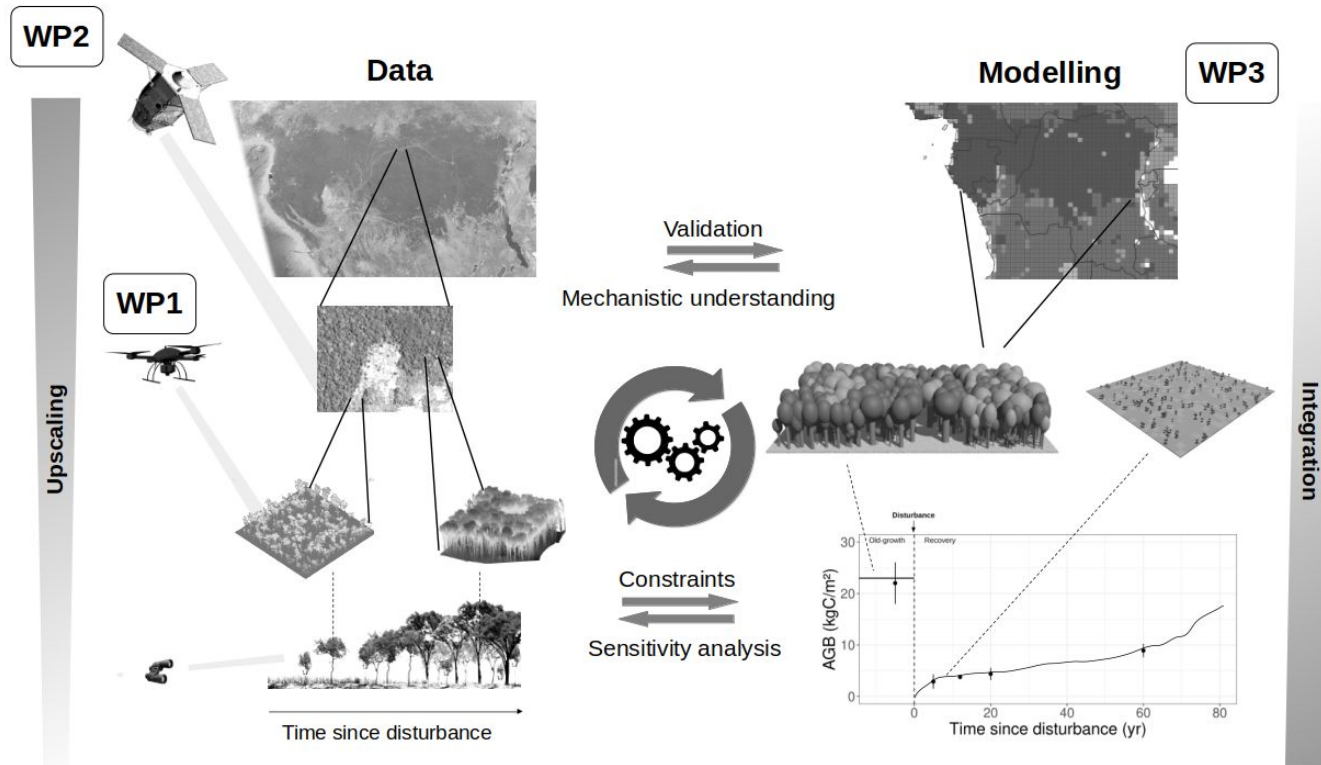 WP2
Data
Modelling
WP3
Validation
Mechanistic understanding
WP1
Upscaling
Integration
Constraints
Sensitivity analysis
Time since disturbance
Disturbance
Old-growth
Recovery
AGB (kgC/m²)
30
20
10
0
0
20
40
60
80
Time since disturbance (yr)